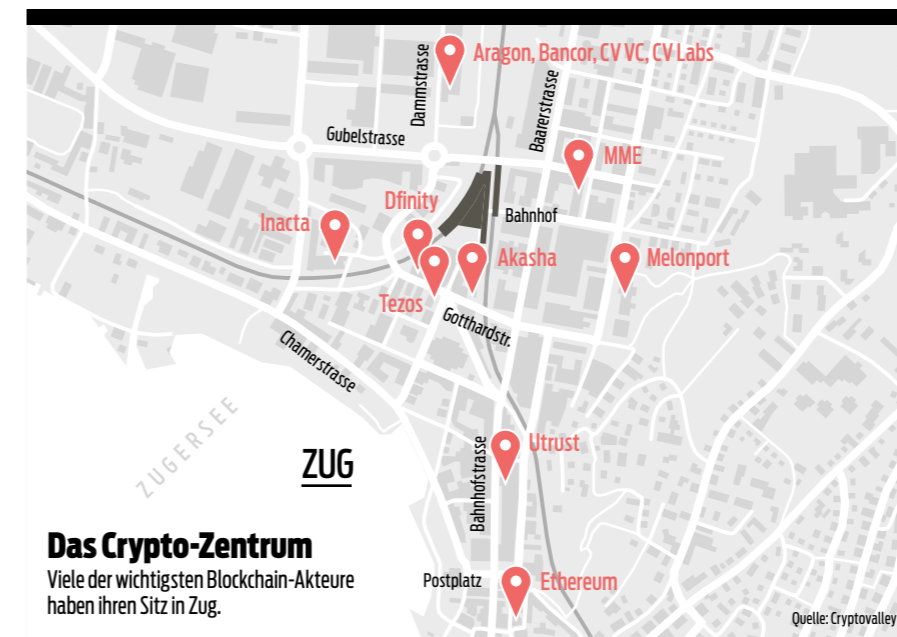 Dammstrasse
Aragon, Bancor, CV VC, CV Labs
Baarerstrasse
Gubelstrasse
MME
Dfinity
Inacta
Bahnhof
Akasha
Melonport
Tezos
Gotthardstr.
Chamerstrasse
ZUGERSEE
ZUG
Utrust
Bahnhofstrasse
Das Crypto-Zentrum
Viele der wichtigsten Blockchain-Akteure
haben ihren Sitz in Zug.
Postplatz
Ethereum
Quelle: Cryptovalley